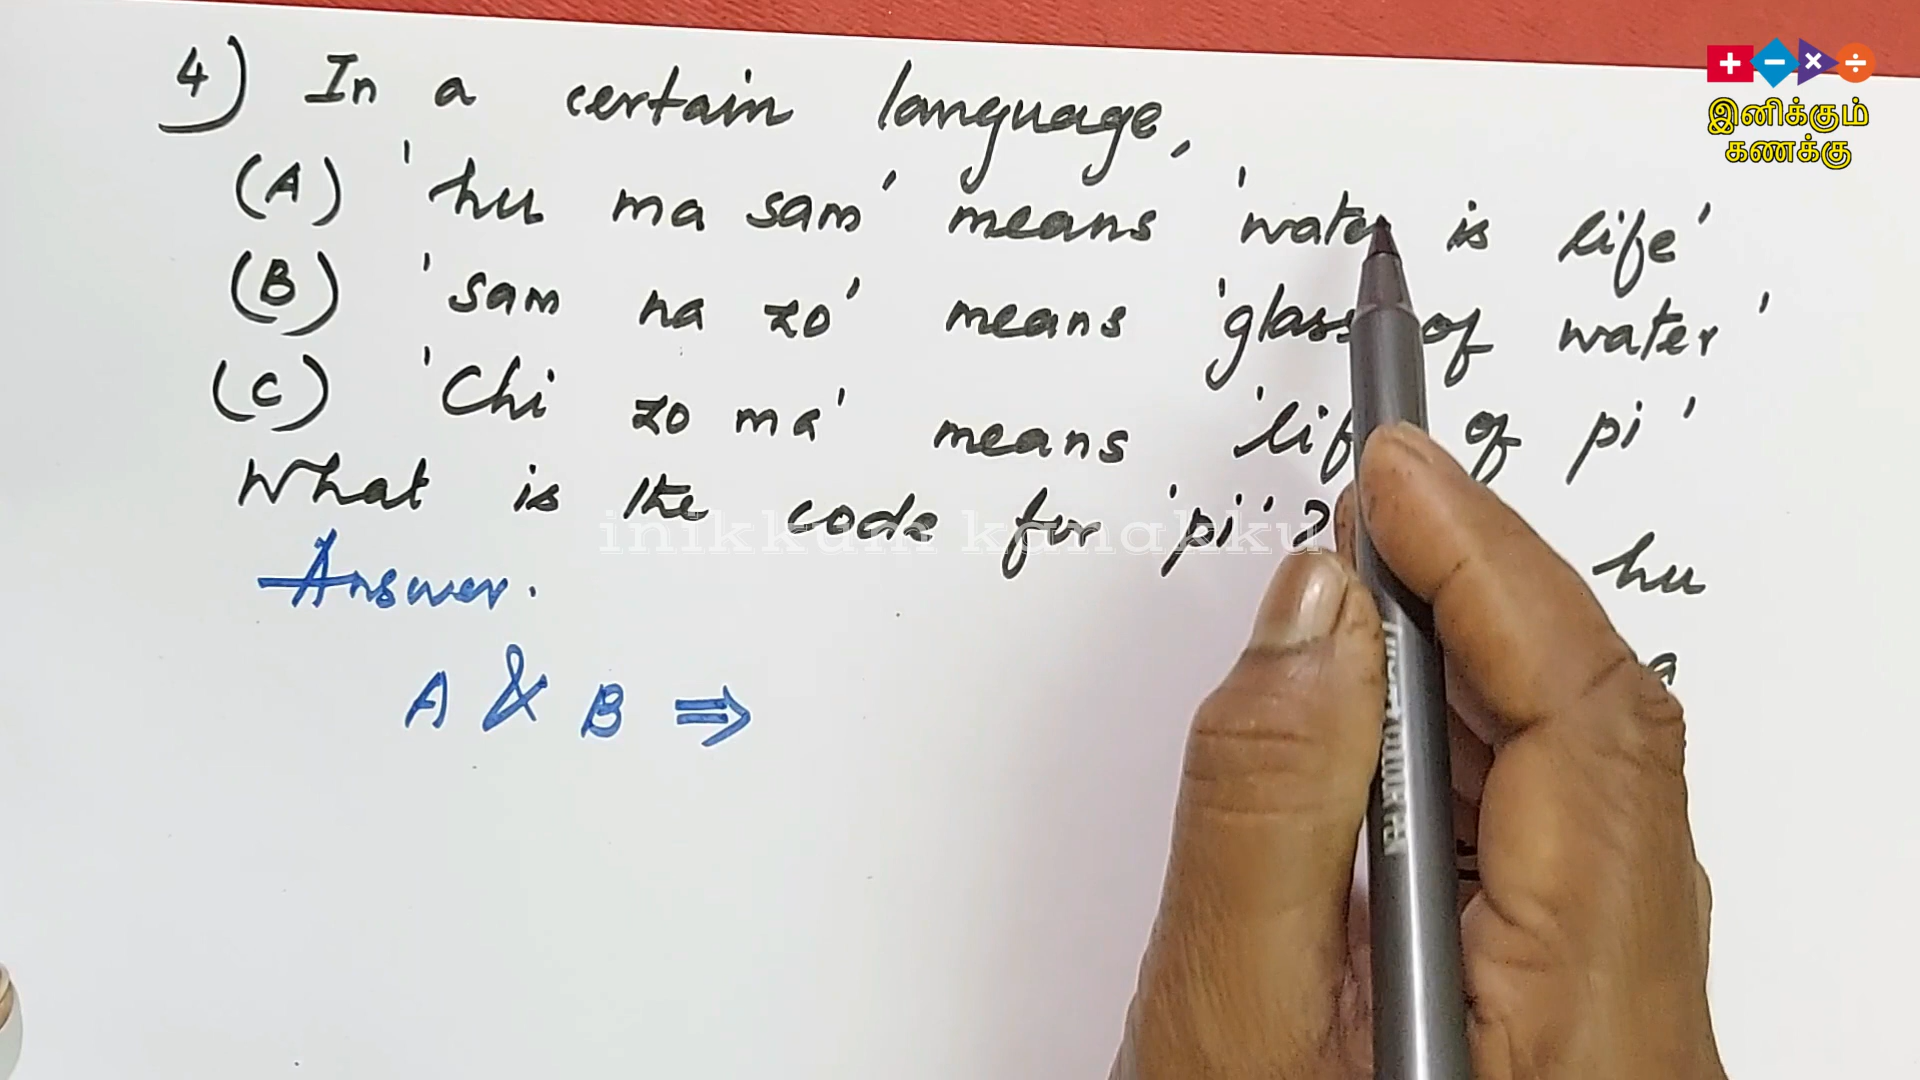 4) In a certain language,
(A) 'hu ma sam' means 'water is life'
(B) 'sam na zo' means 'glass of water'
(C) 'Chi zo ma' means 'life of pi'
What is the code for 'pi'?
hu
Answer.
A & B ⇒
இனிக்கும்
கணக்கு
inikkum kanakku